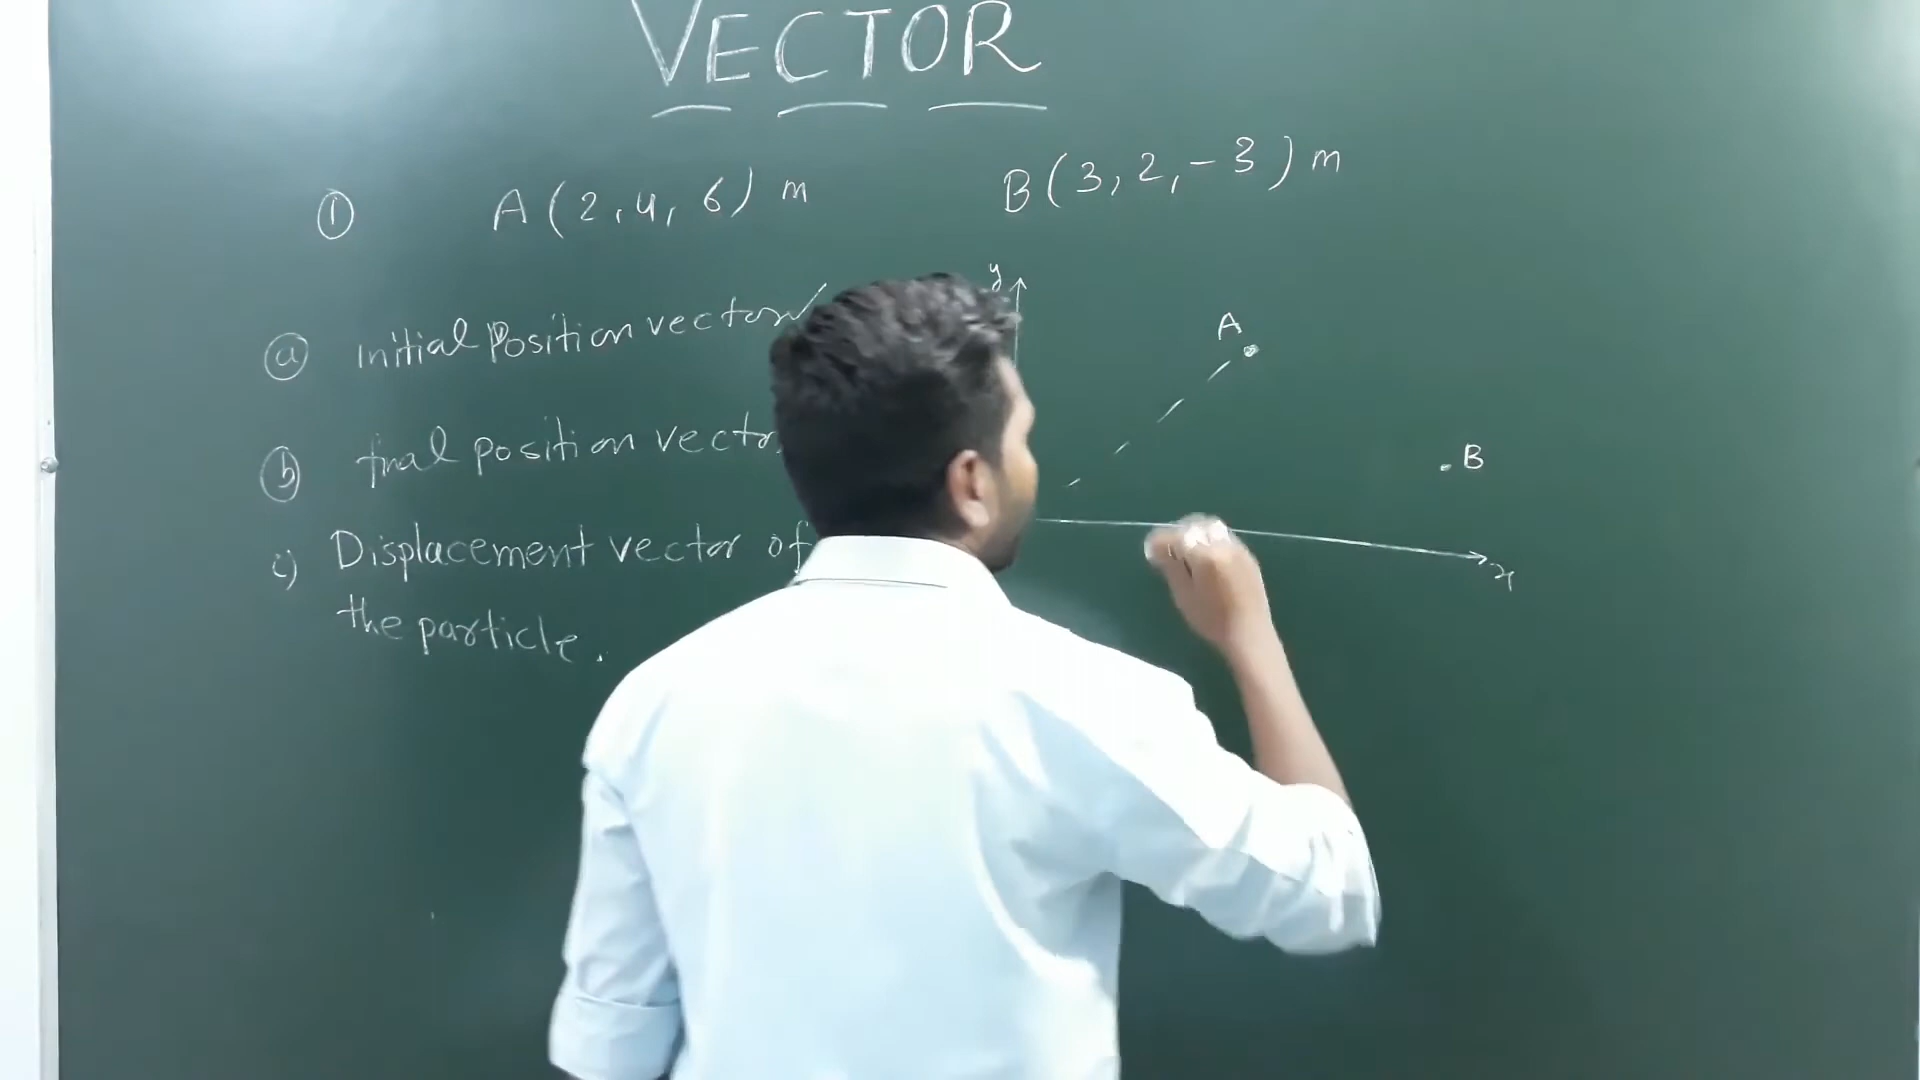 VECTOR
① A (2, 4, 6) m B (3, 2, -3) m
ⓐ initial Position vector ✓
ⓑ final position vector
c) Displacement vector of
the particle.
y
A
B
x